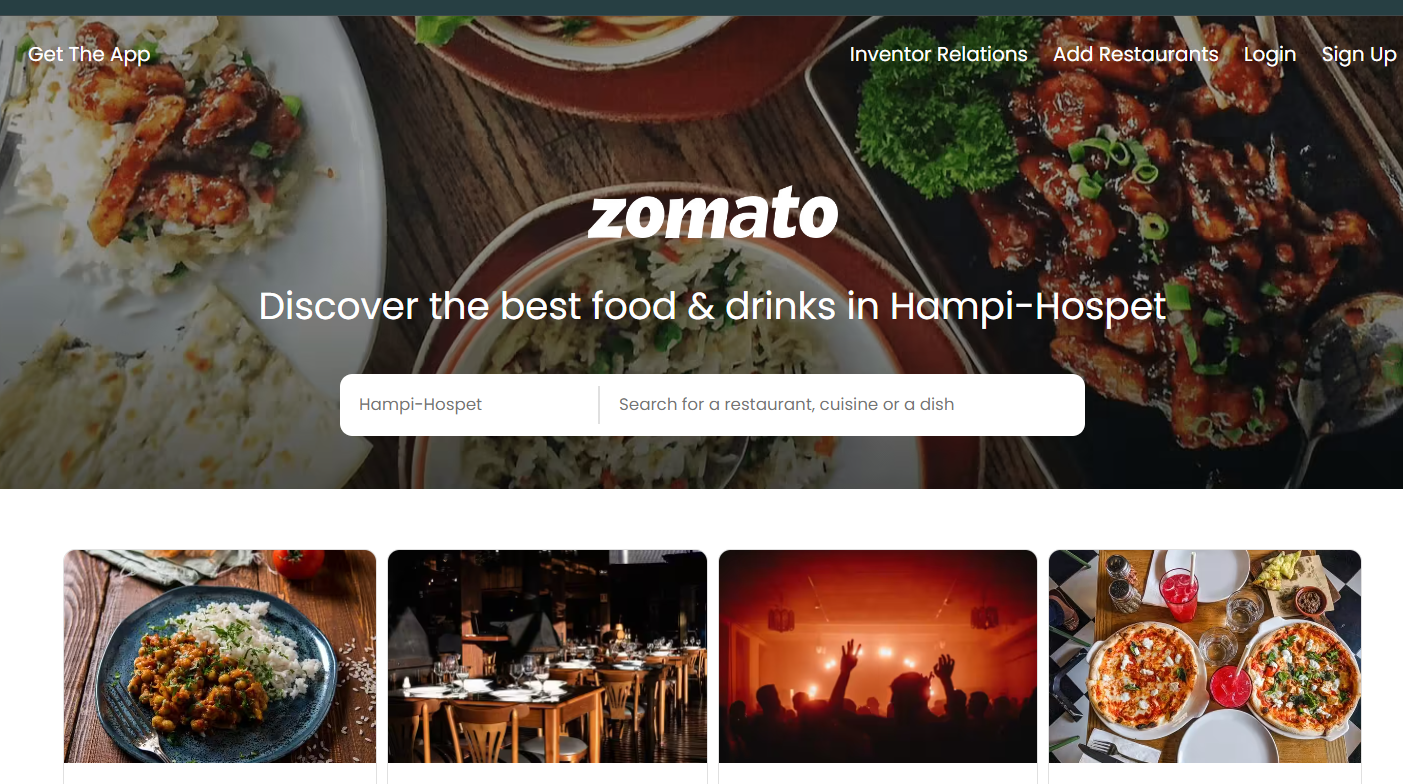 Get The App
Inventor Relations
Add Restaurants
Login
Sign Up
zomato
Discover the best food & drinks in Hampi-Hospet
Hampi-Hospet
Search for a restaurant, cuisine or a dish